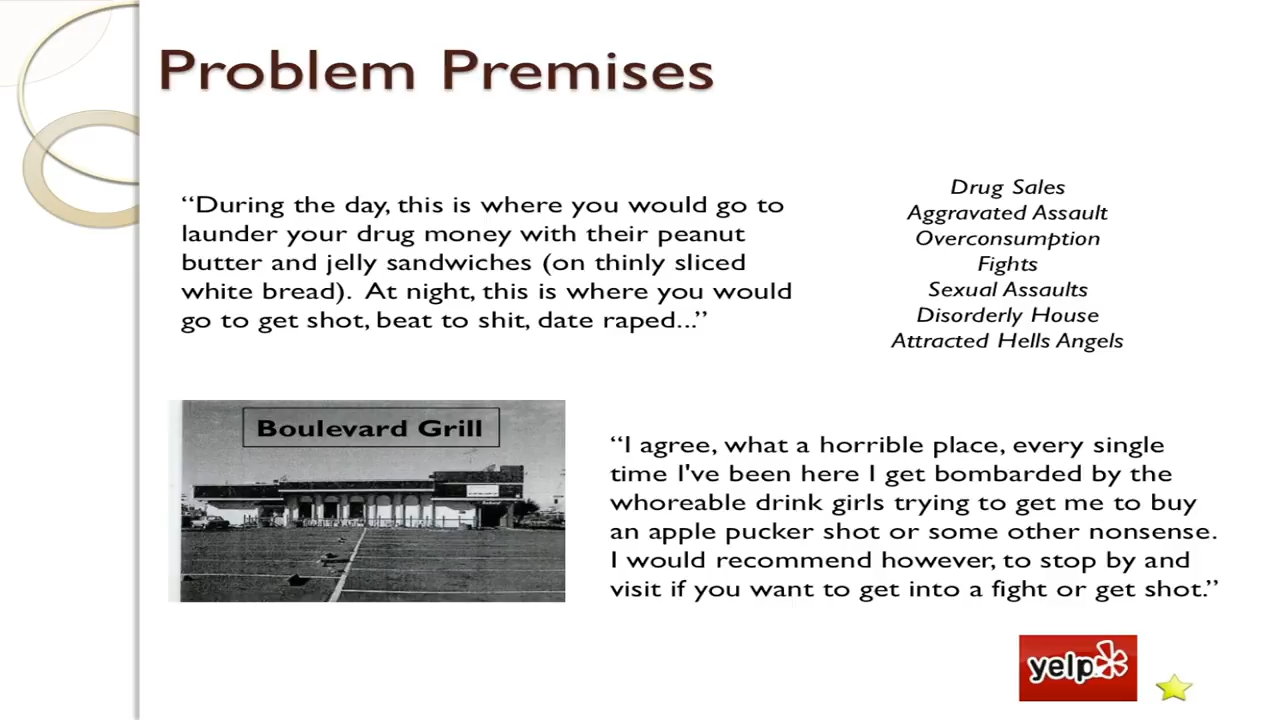 Problem Premises
“During the day, this is where you would go to
launder your drug money with their peanut
butter and jelly sandwiches (on thinly sliced
white bread).  At night, this is where you would
go to get shot, beat to shit, date raped...”
Drug Sales
Aggravated Assault
Overconsumption
Fights
Sexual Assaults
Disorderly House
Attracted Hells Angels
Boulevard Grill
“I agree, what a horrible place, every single
time I've been here I get bombarded by the
whoreable drink girls trying to get me to buy
an apple pucker shot or some other nonsense.
I would recommend however, to stop by and
visit if you want to get into a fight or get shot.”
yelp